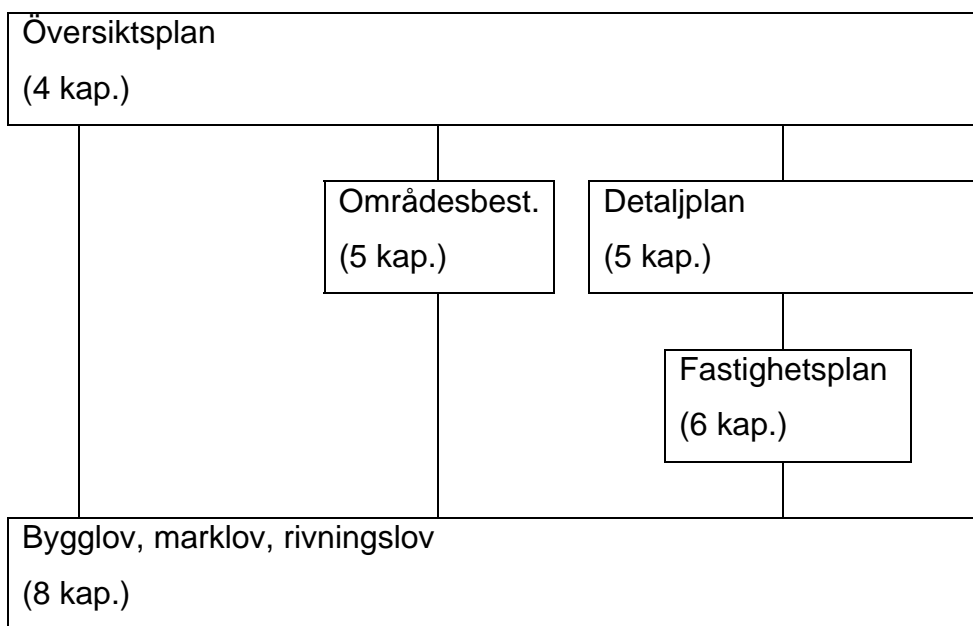 Översiktsplan
(4 kap.)
Områdesbest.
(5 kap.)
Detaljplan
(5 kap.)
Fastighetsplan
(6 kap.)
Bygglov, marklov, rivningslov
(8 kap.)